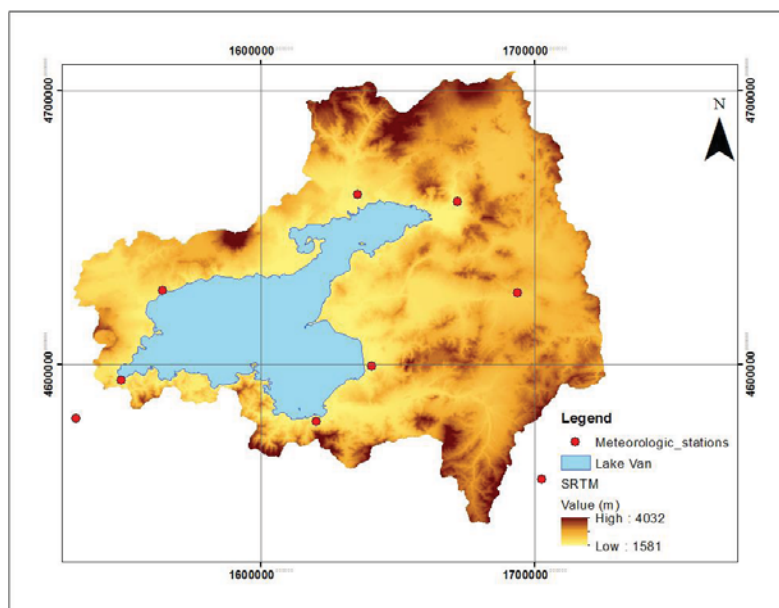 1600000 1700000
4700000 4700000
N
4600000 4600000
Legend
Meteorologic_stations
Lake Van
SRTM
Value (m)
High : 4032
Low : 1581
1600000 1700000